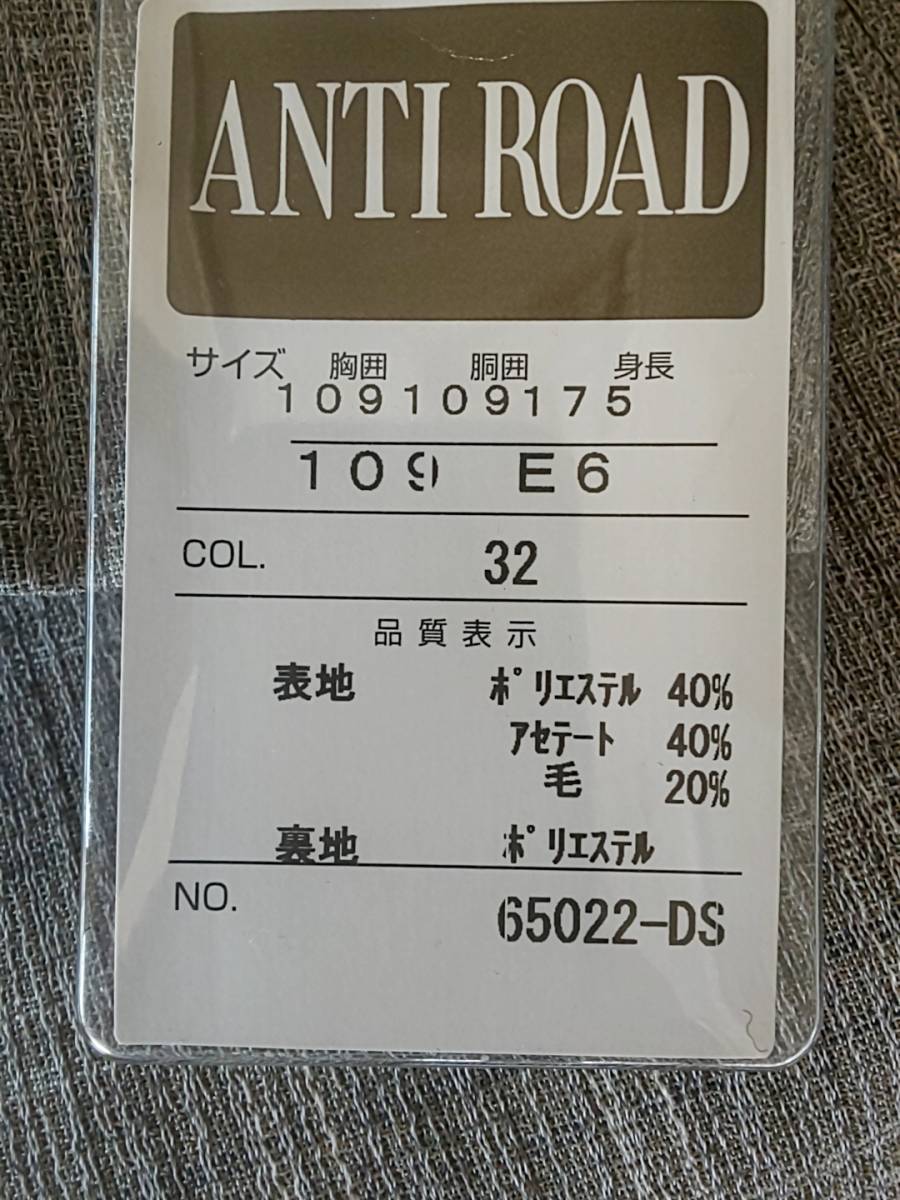 ANTI ROAD
サイズ 胸囲 胴囲 身長
109109175
109 E6
COL. 32
品質表示
表地 ポリエステル 40%
アセテート 40%
毛 20%
裏地 ポリエステル
NO. 65022-DS